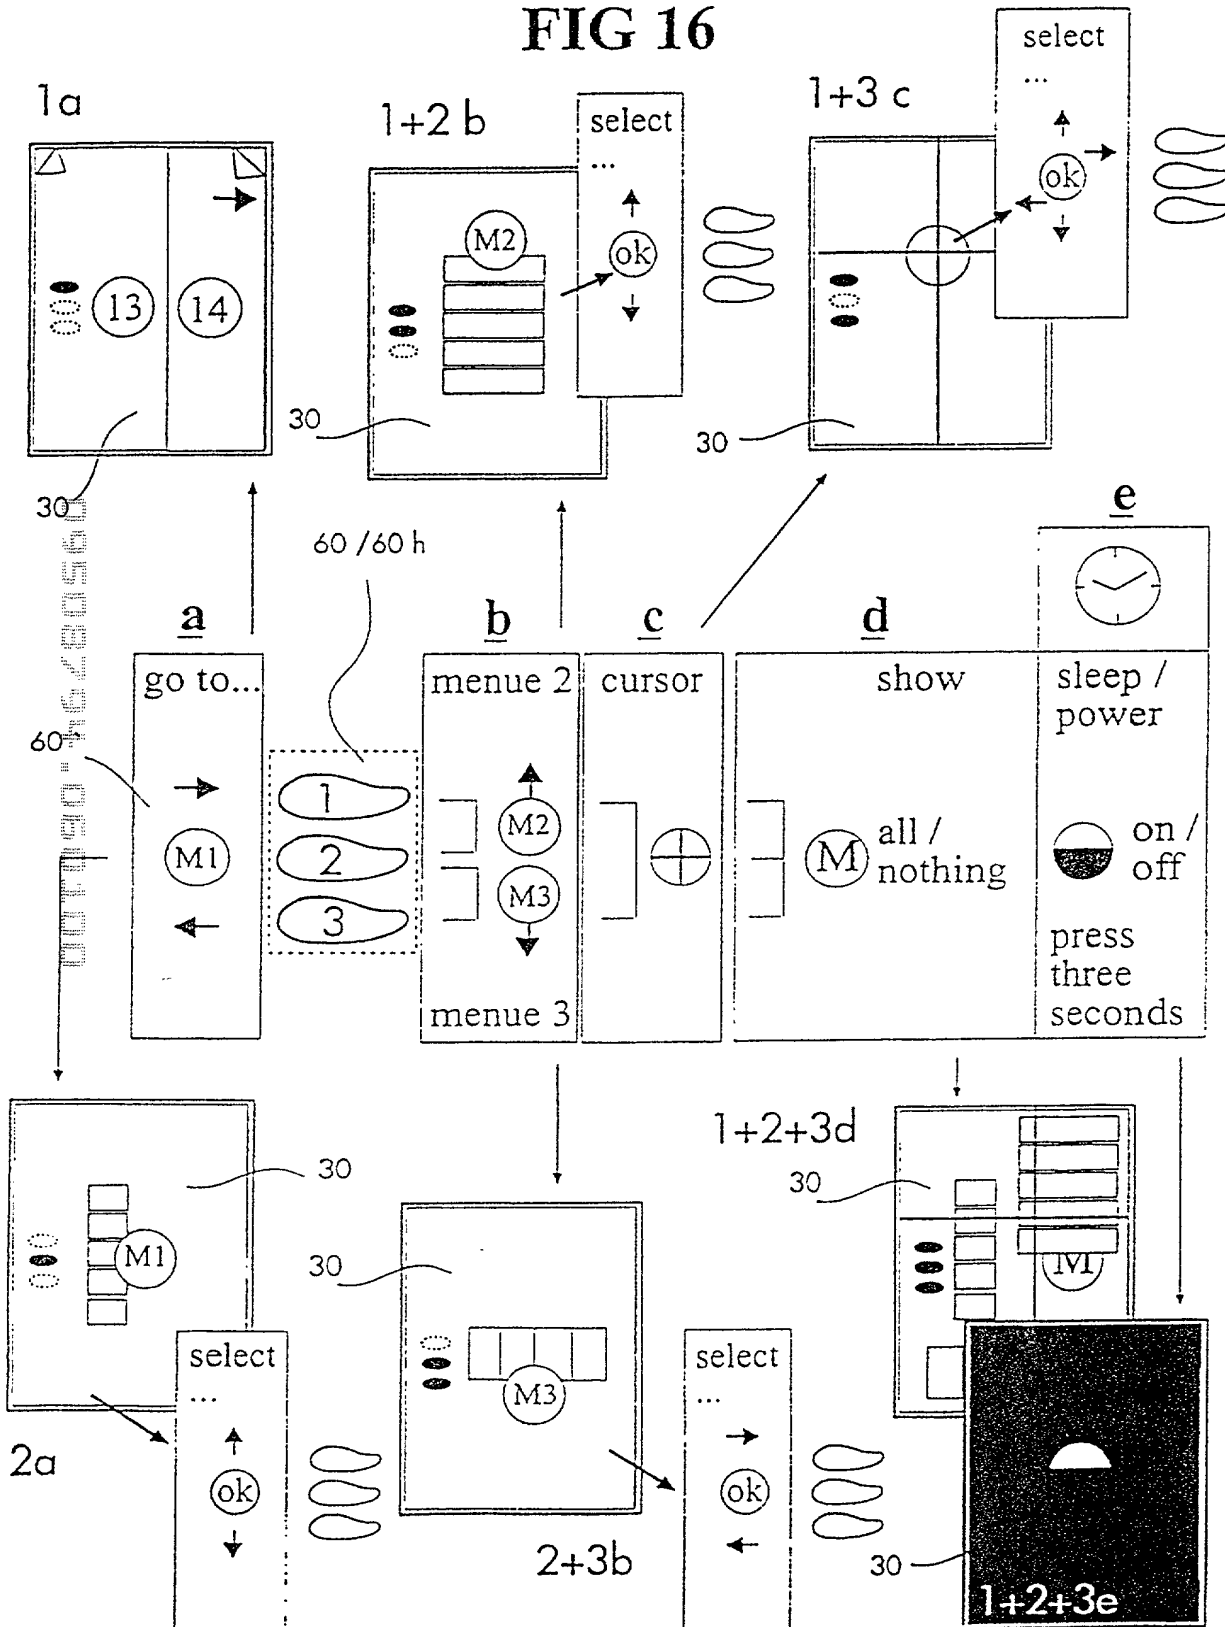 FIG 16
1a
13
14
30
1+2 b
M2
30
select
...
ok
1+3 c
30
select
...
ok
60 /60 h
a
go to...
M1
60
1
2
3
b
menue 2
M2
M3
menue 3
c
cursor
d
show
M
all /
nothing
e
sleep /
power
on /
off
press
three
seconds
30
M1
2a
select
...
ok
30
M3
2+3b
select
...
ok
1+2+3d
30
M
30
1+2+3e